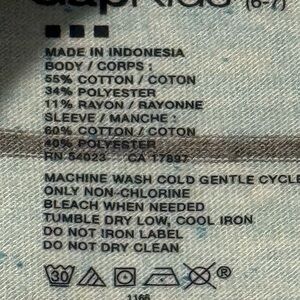 GapKids (6-7)
MADE IN INDONESIA
BODY / CORPS :
55% COTTON / COTON
34% POLYESTER
11% RAYON / RAYONNE
SLEEVE / MANCHE :
60% COTTON / COTON
40% POLYESTER
RN 54023 CA 17897
MACHINE WASH COLD GENTLE CYCLE
ONLY NON-CHLORINE
BLEACH WHEN NEEDED
TUMBLE DRY LOW, COOL IRON
DO NOT IRON LABEL
DO NOT DRY CLEAN
30 ®
1166